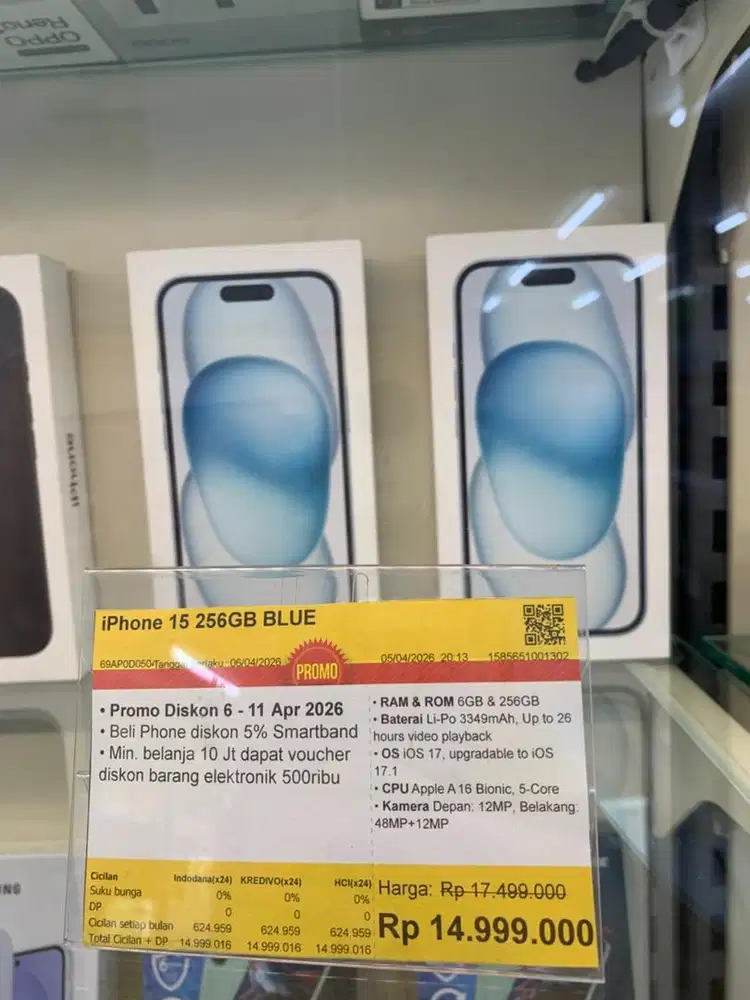 OPPO
Reno
iPhone
iPhone 15 256GB BLUE
69AP0D050/Tanggal Berlaku: 06/04/2026
05/04/2026 20:13
1585651001302
PROMO
• Promo Diskon 6 - 11 Apr 2026
• Beli Phone diskon 5% Smartband
• Min. belanja 10 Jt dapat voucher
diskon barang elektronik 500ribu
• RAM & ROM 6GB & 256GB
• Baterai Li-Po 3349mAh, Up to 26
hours video playback
• OS iOS 17, upgradable to iOS
17.1
• CPU Apple A16 Bionic, 5-Core
• Kamera Depan: 12MP, Belakang:
48MP+12MP
Cicilan Indodana(x24) KREDIVO(x24) HCI(x24)
Suku bunga 0% 0% 0%
DP 0 0 0
Cicilan setiap bulan 624.959 624.959 624.959
Total Cicilan + DP 14.999.016 14.999.016 14.999.016
Harga: Rp 17.499.000
Rp 14.999.000